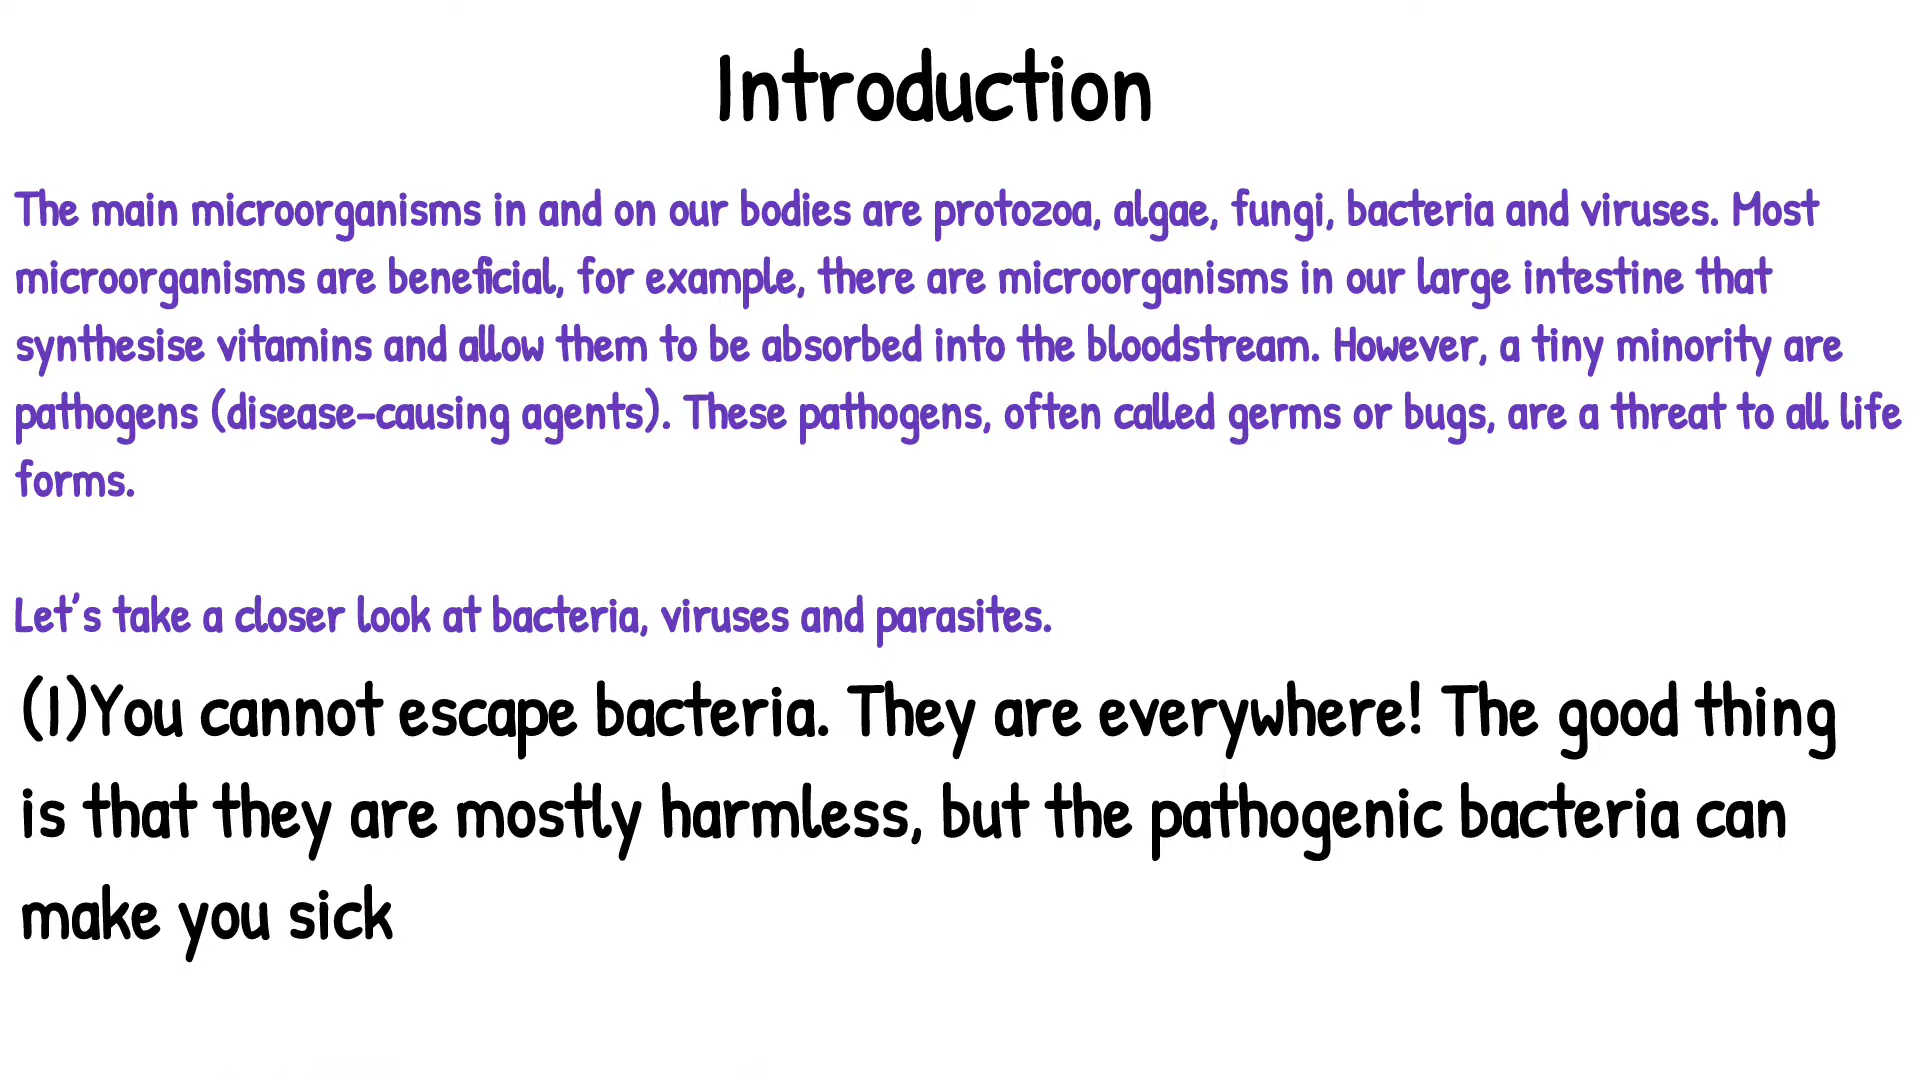 Introduction
The main microorganisms in and on our bodies are protozoa, algae, fungi, bacteria and viruses. Most
microorganisms are beneficial, for example, there are microorganisms in our large intestine that
synthesise vitamins and allow them to be absorbed into the bloodstream. However, a tiny minority are
pathogens (disease-causing agents). These pathogens, often called germs or bugs, are a threat to all life
forms.
Let's take a closer look at bacteria, viruses and parasites.
(1)You cannot escape bacteria. They are everywhere! The good thing
is that they are mostly harmless, but the pathogenic bacteria can
make you sick